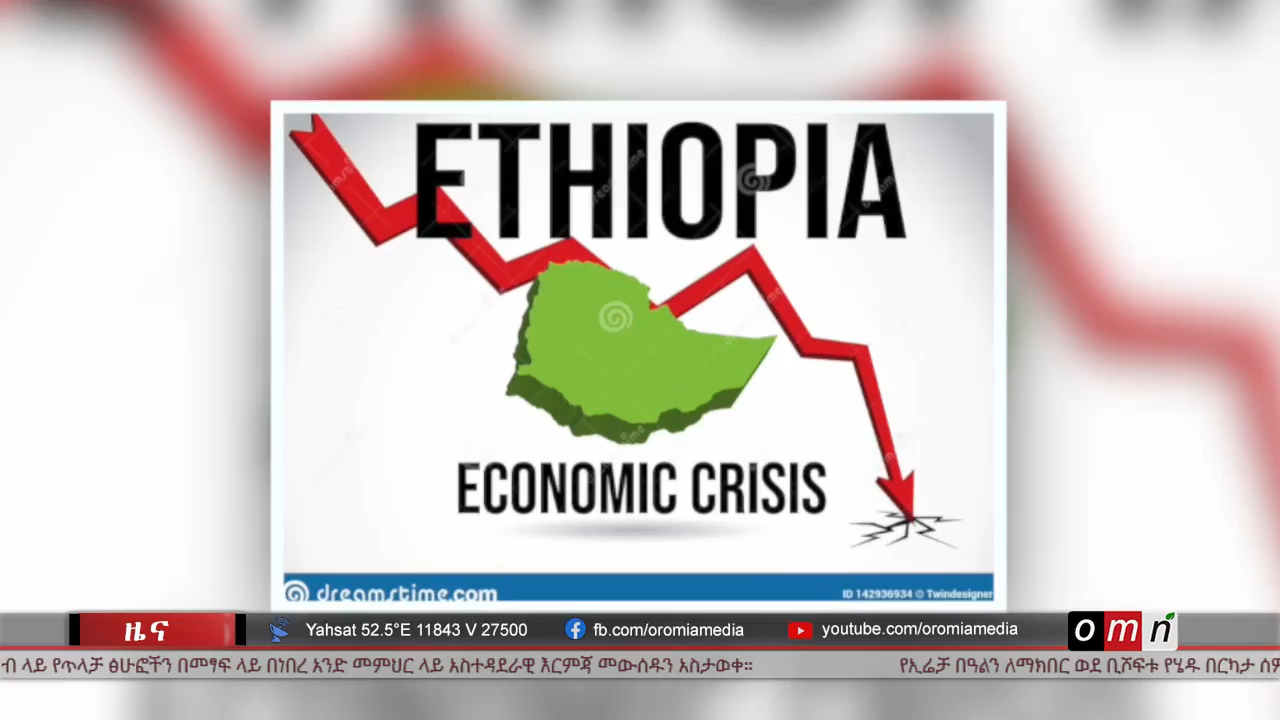 ETHIOPIA
ECONOMIC CRISIS
dreamstime.com
ID 142936934 © Twindesigner
ዜና
Yahsat 52.5°E 11843 V 27500
fb.com/oromiamedia
youtube.com/oromiamedia
omn
ብ ላይ የጥላቻ ፅሁፎችን በመፃፍ ላይ በነበረ አንድ መምህር ላይ አስተዳደራዊ እርምጃ መውሰዱን አስታወቀ።
የኢሬቻ በዓልን ለማክበር ወደ ቢሾፍቱ የሄዱ በርካታ